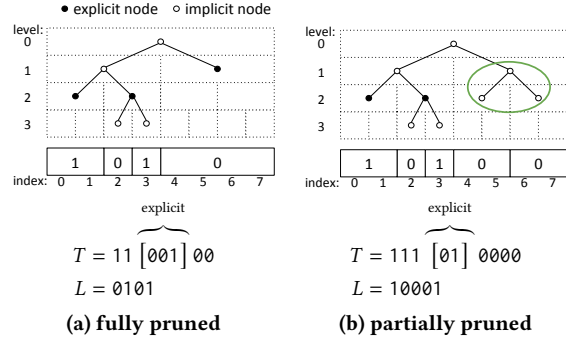 ● explicit node ○ implicit node
level:
0
1
2
3
1 0 1 0
index: 0 1 2 3 4 5 6 7
explicit
T = 11 [001] 00
L = 0101
(a) fully pruned
level:
0
1
2
3
1 0 1 0 0
index: 0 1 2 3 4 5 6 7
explicit
T = 111 [01] 0000
L = 10001
(b) partially pruned